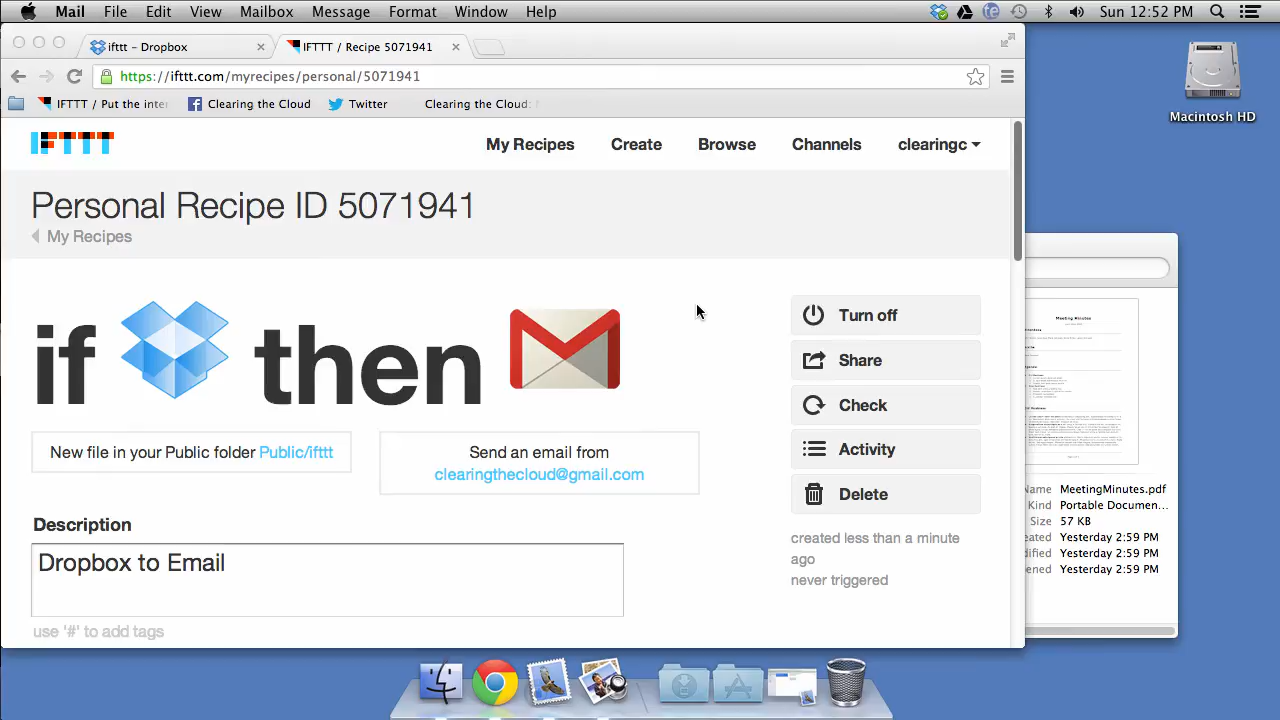 Mail File Edit View Mailbox Message Format Window Help Sun 12:52 PM
ifttt – Dropbox IFTTT / Recipe 5071941
https://ifttt.com/myrecipes/personal/5071941
IFTTT / Put the inter Clearing the Cloud Twitter Clearing the Cloud:
Macintosh HD
IFTTT My Recipes Create Browse Channels clearingc
Personal Recipe ID 5071941
My Recipes
if then
Turn off
Share
Check
Activity
Delete
New file in your Public folder Public/ifttt
Send an email from
clearingthecloud@gmail.com
created less than a minute
ago
never triggered
Description
Dropbox to Email
use '#' to add tags
Meeting Minutes
Name MeetingMinutes.pdf
Kind Portable Documen...
Size 57 KB
ated Yesterday 2:59 PM
dified Yesterday 2:59 PM
ened Yesterday 2:59 PM